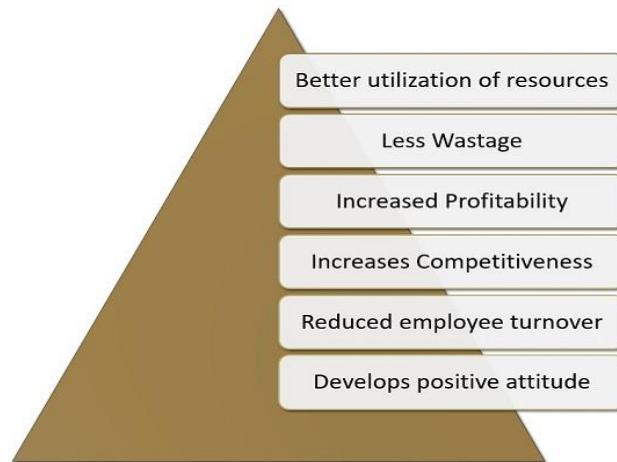 Better utilization of resources
Less Wastage
Increased Profitability
Increases Competitiveness
Reduced employee turnover
Develops positive attitude